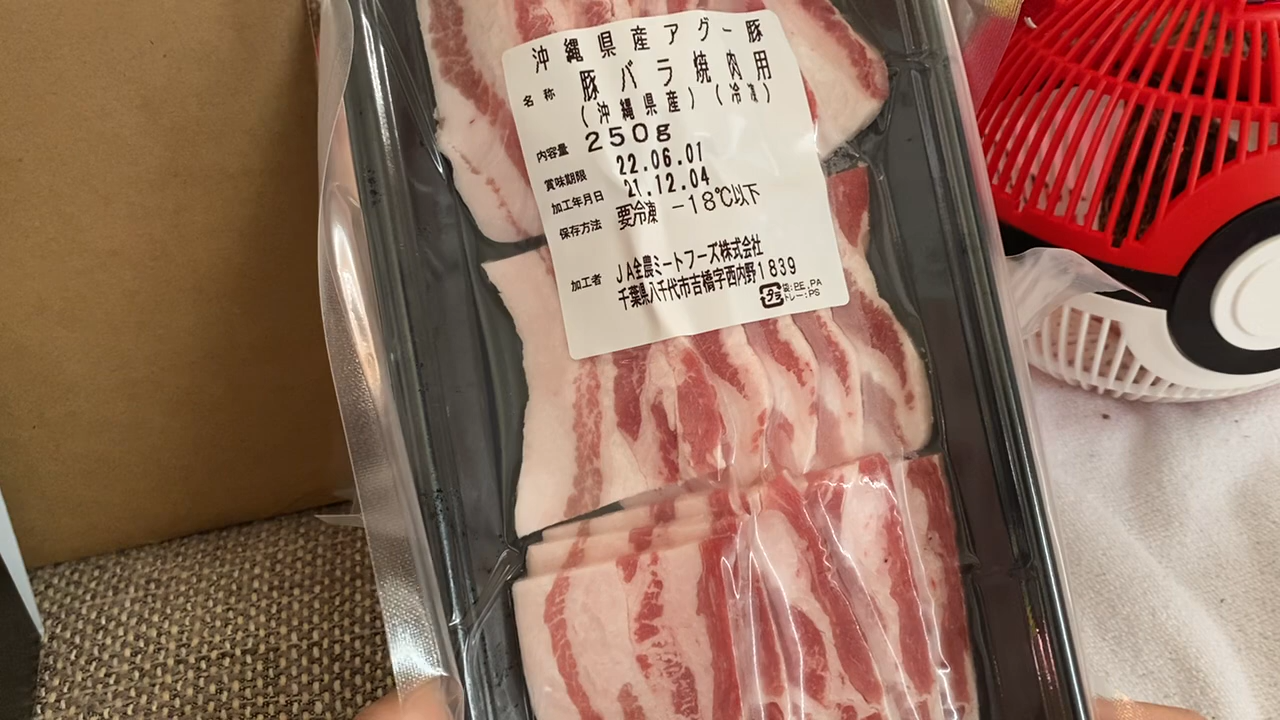 沖縄県産アグー豚
名称 豚バラ焼肉用
(沖縄県産)(冷凍)
内容量 250g
賞味期限 22.06.01
加工年月日 21.12.04
保存方法 要冷凍 -18℃以下
加工者 JA全農ミートフーズ株式会社
千葉県八千代市吉橋字西内野1839
プラ 袋:PE,PA
トレー:PS